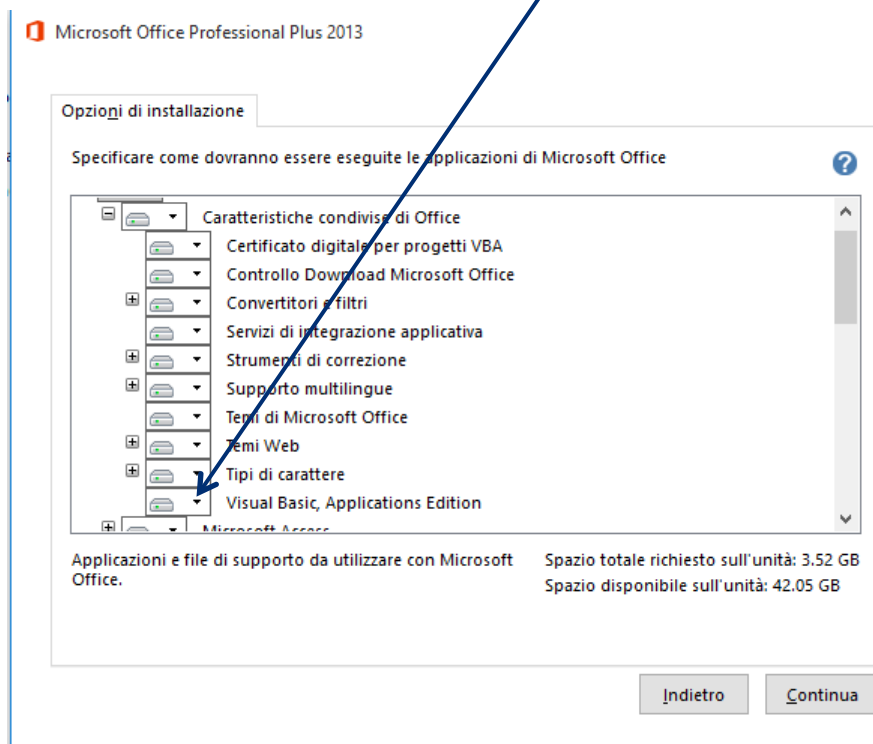 Microsoft Office Professional Plus 2013
Opzioni di installazione
Specificare come dovranno essere eseguite le applicazioni di Microsoft Office
Caratteristiche condivise di Office
Certificato digitale per progetti VBA
Controllo Download Microsoft Office
Convertitori e filtri
Servizi di integrazione applicativa
Strumenti di correzione
Supporto multilingue
Temi di Microsoft Office
Temi Web
Tipi di carattere
Visual Basic, Applications Edition
Microsoft Access
Applicazioni e file di supporto da utilizzare con Microsoft
Office.
Spazio totale richiesto sull'unità: 3.52 GB
Spazio disponibile sull'unità: 42.05 GB
Indietro
Continua